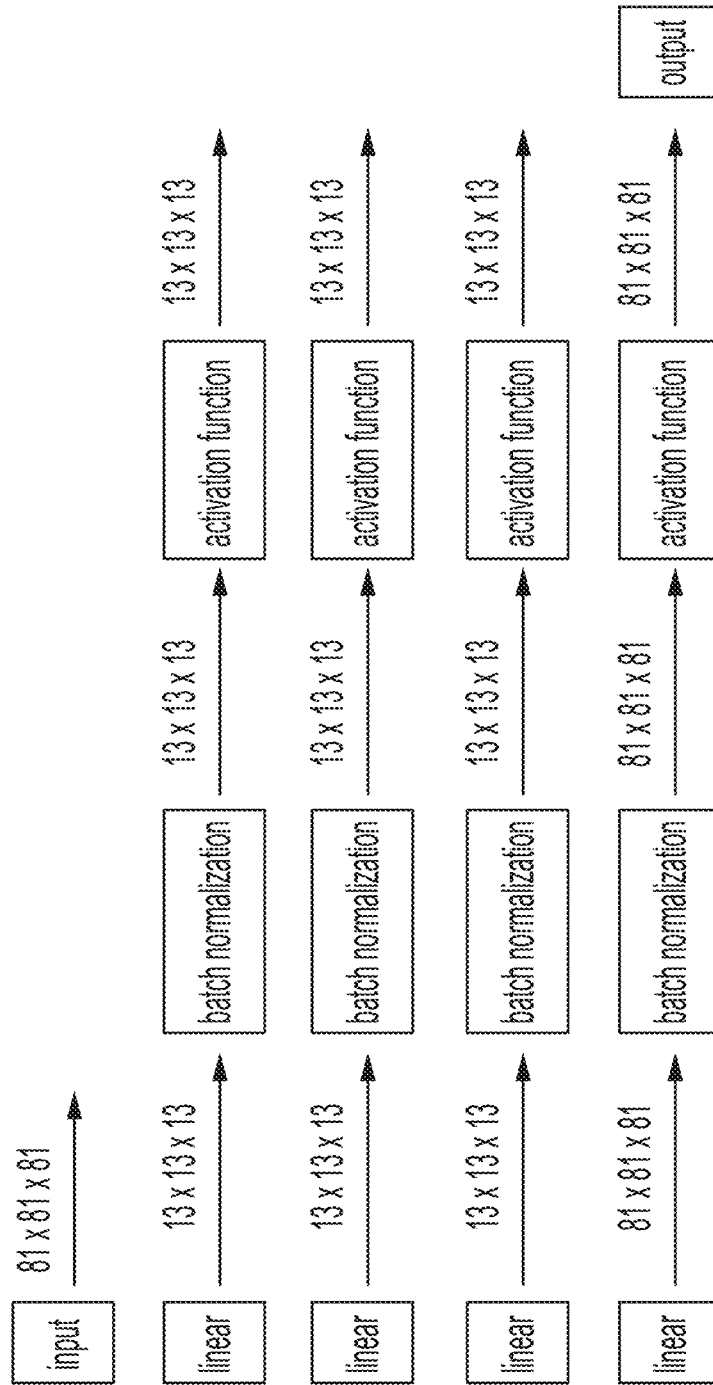 input
81 x 81 x 81
linear
13 x 13 x 13
batch normalization
13 x 13 x 13
activation function
13 x 13 x 13
linear
13 x 13 x 13
batch normalization
13 x 13 x 13
activation function
13 x 13 x 13
linear
13 x 13 x 13
batch normalization
13 x 13 x 13
activation function
13 x 13 x 13
linear
81 x 81 x 81
batch normalization
81 x 81 x 81
activation function
81 x 81 x 81
output